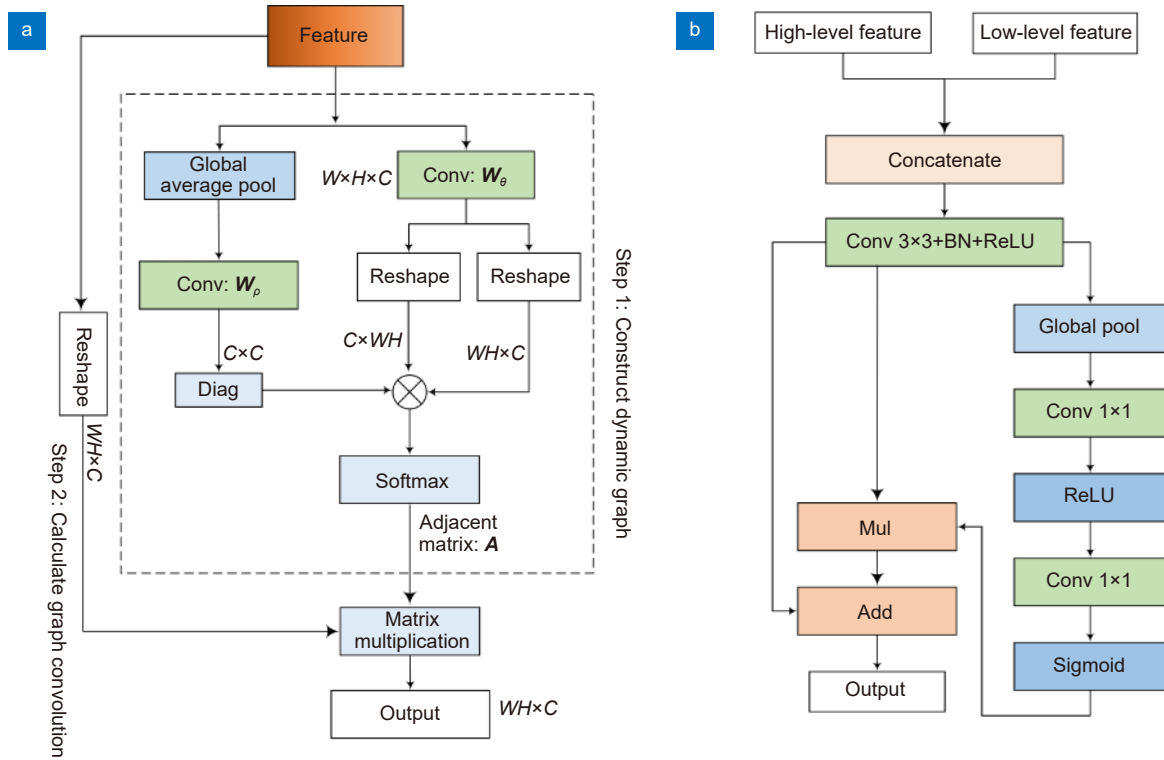 a
Feature
Global
average pool
W×H×C
Conv: W_θ
Conv: W_ρ
Reshape
Reshape
Reshape
C×C
C×WH
WH×C
Diag
Softmax
WH×C
Adjacent
matrix: A
Step 1: Construct dynamic graph
Step 2: Calculate graph convolution
Matrix
multiplication
Output
WH×C
b
High-level feature
Low-level feature
Concatenate
Conv 3×3+BN+ReLU
Global pool
Conv 1×1
ReLU
Mul
Conv 1×1
Add
Sigmoid
Output